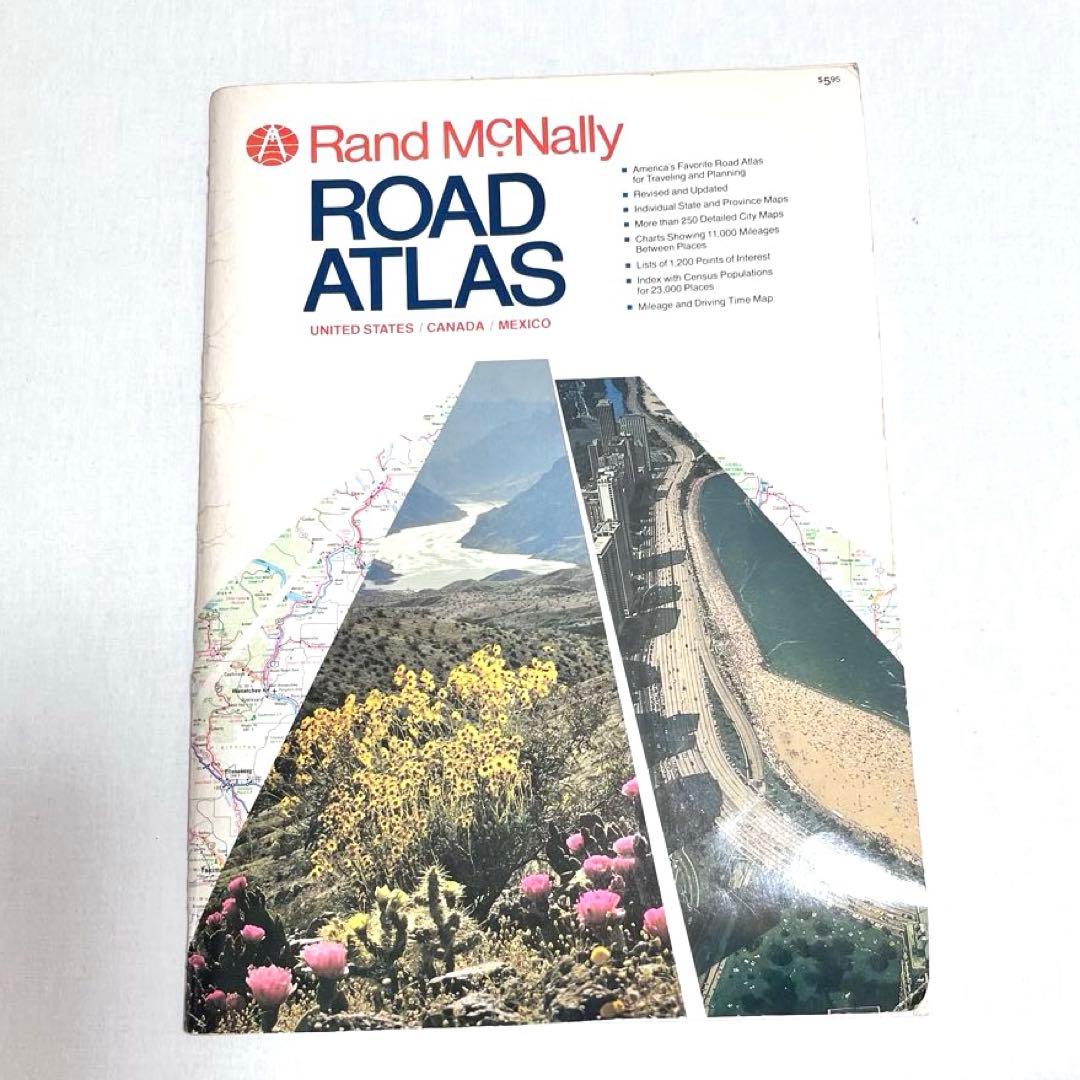 $5.95
Rand McNally
ROAD
ATLAS
UNITED STATES / CANADA / MEXICO
America's Favorite Road Atlas
for Traveling and Planning
Revised and Updated
Individual State and Province Maps
More than 250 Detailed City Maps
Charts Showing 11,000 Mileages
Between Places
Lists of 1,200 Points of Interest
Index with Census Populations
for 23,000 Places
Mileage and Driving Time Map
Wenatchee
Ellensburg